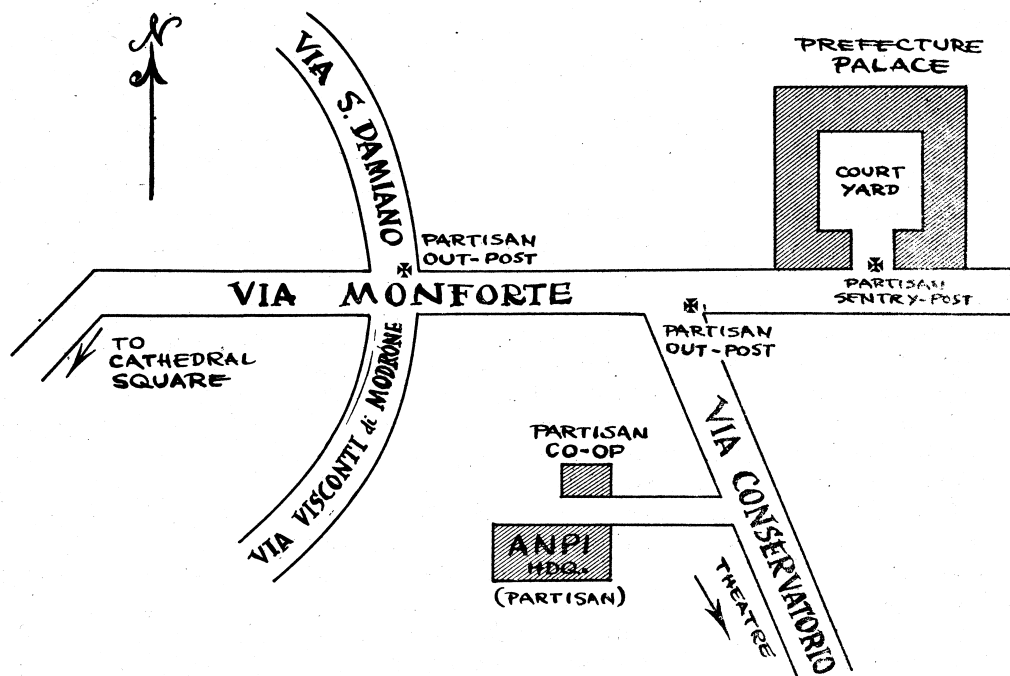 N
PREFECTURE
PALACE
VIA S. DAMIANO
COURT
YARD
PARTISAN
OUT-POST
PARTISAN
SENTRY-POST
VIA MONFORTE
PARTISAN
OUT-POST
TO
CATHEDRAL
SQUARE
VIA VISCONTI di MODRONE
PARTISAN
CO-OP
VIA CONSERVATORIO
ANPI
HDQ.
(PARTISAN)
THEATRE